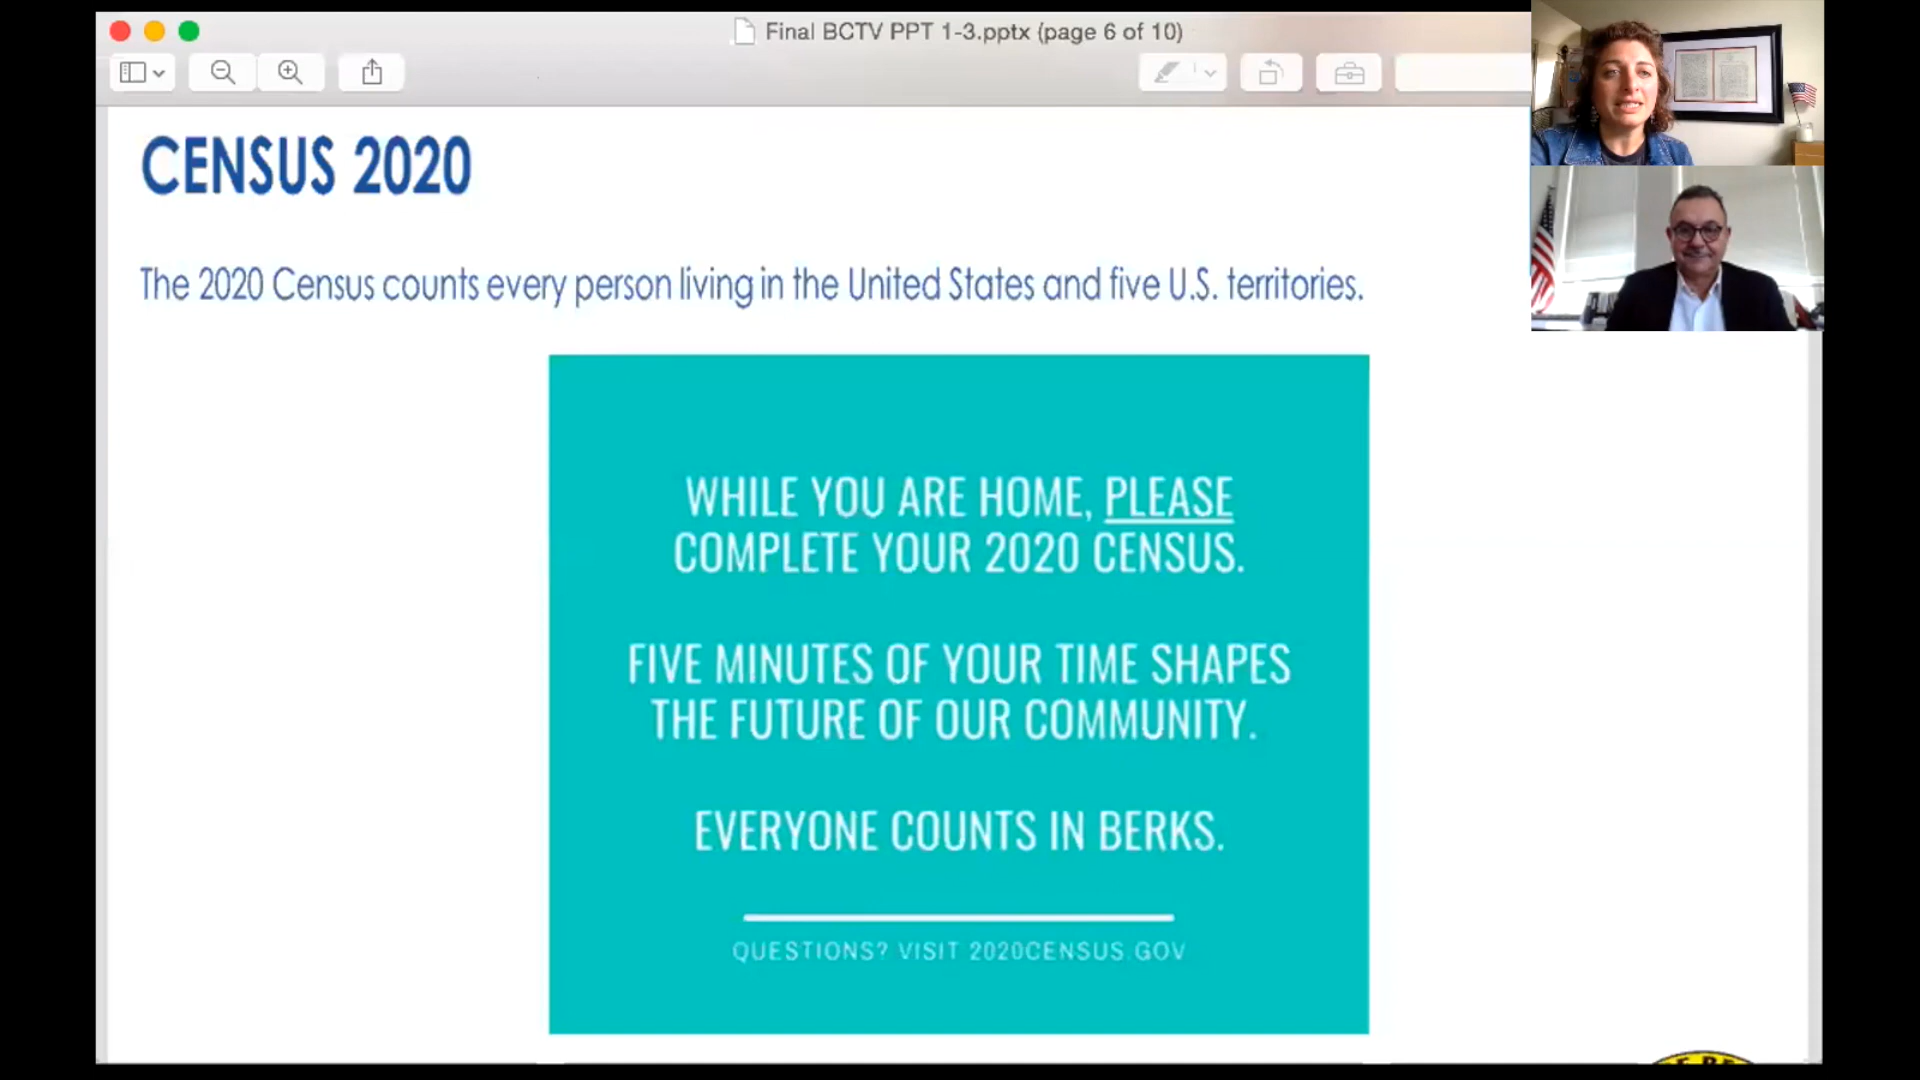 Final BCTV PPT 1-3.pptx (page 6 of 10)
CENSUS 2020
The 2020 Census counts every person living in the United States and five U.S. territories.
WHILE YOU ARE HOME, PLEASE
COMPLETE YOUR 2020 CENSUS.
FIVE MINUTES OF YOUR TIME SHAPES
THE FUTURE OF OUR COMMUNITY.
EVERYONE COUNTS IN BERKS.
QUESTIONS? VISIT 2020CENSUS.GOV